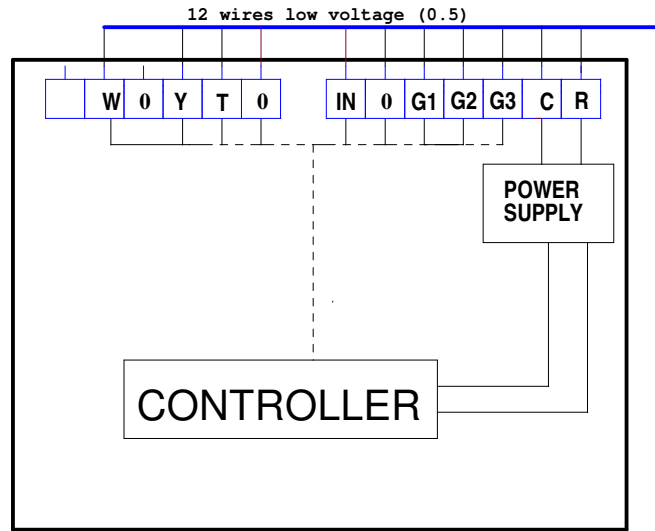 12 wires low voltage (0.5)
W 0 Y T 0 IN 0 G1 G2 G3 C R
POWER
SUPPLY
CONTROLLER